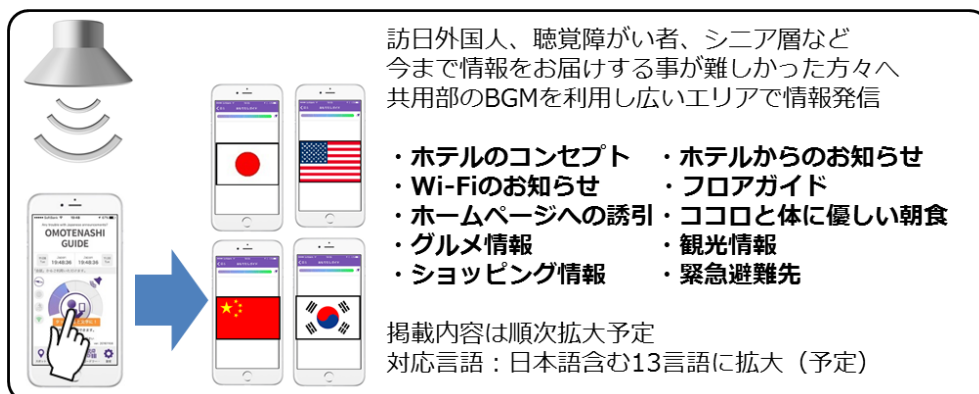 訪日外国人、聴覚障がい者、シニア層など
今まで情報をお届けする事が難しかった方々へ
共用部のBGMを利用し広いエリアで情報発信
・ホテルのコンセプト ・ホテルからのお知らせ
・Wi-Fiのお知らせ ・フロアガイド
・ホームページへの誘引 ・ココロと体に優しい朝食
・グルメ情報 ・観光情報
・ショッピング情報 ・緊急避難先
掲載内容は順次拡大予定
対応言語：日本語含む13言語に拡大（予定）
OMOTENASHI
GUIDE
19:46:36 19:46:36